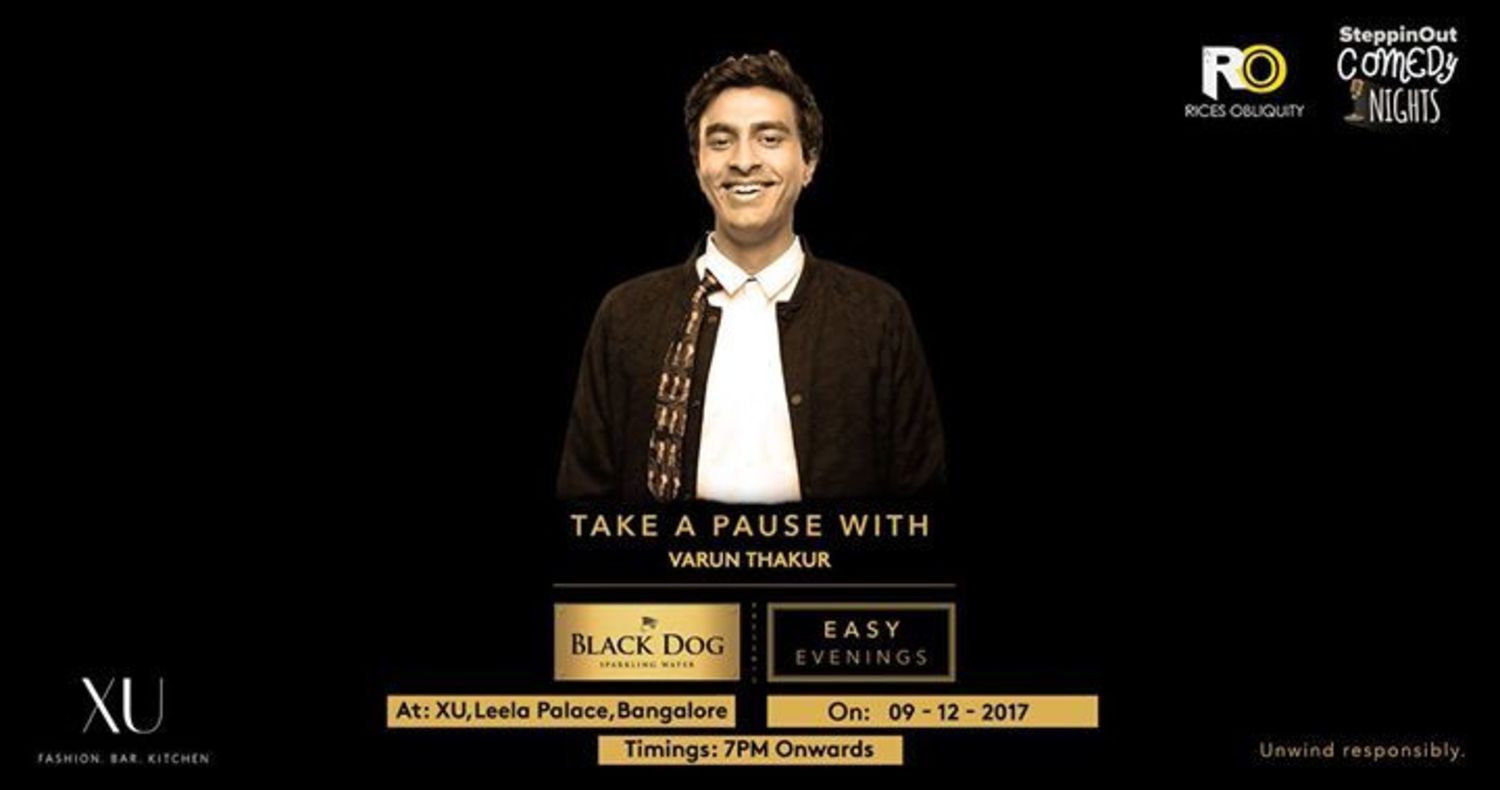 RO
RICES OBLIQUITY
SteppinOut
COMEDY
NIGHTS
TAKE A PAUSE WITH
VARUN THAKUR
BLACK DOG
SPARKLING WATER
EASY
EVENINGS
At: XU,Leela Palace,Bangalore
On: 09 - 12 - 2017
Timings: 7PM Onwards
XU
FASHION. BAR. KITCHEN
Unwind responsibly.